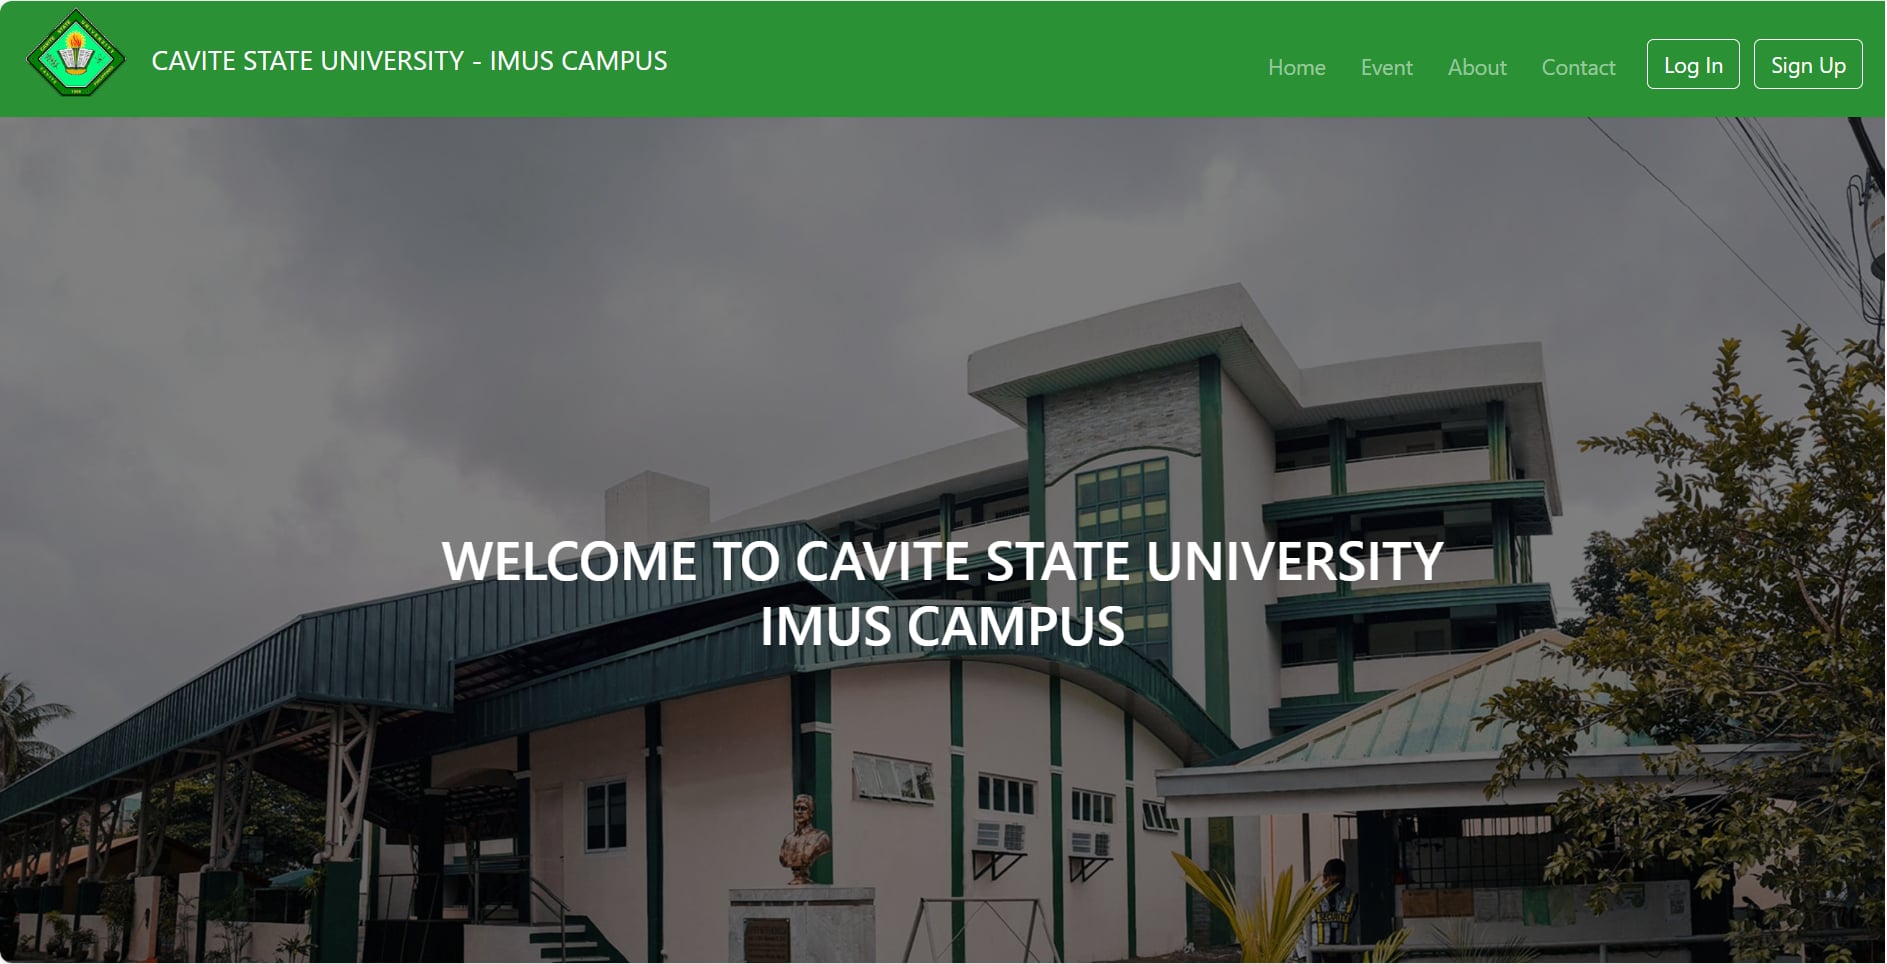 CAVITE STATE UNIVERSITY - IMUS CAMPUS
Home Event About Contact Log In Sign Up
WELCOME TO CAVITE STATE UNIVERSITY
IMUS CAMPUS
SECURITY